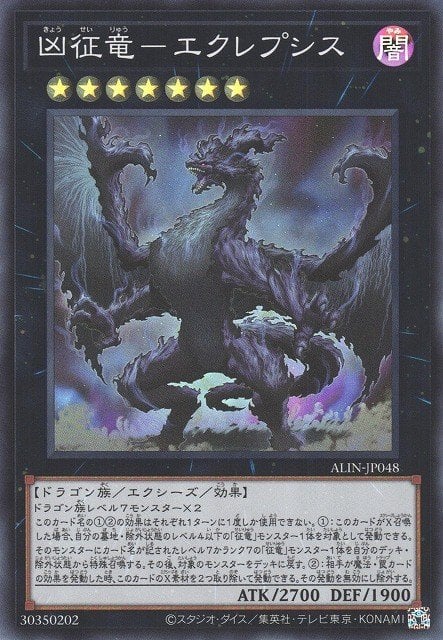 凶征竜－エクレプシス
闇
ALIN-JP048
【ドラゴン族／エクシーズ／効果】
ドラゴン族レベル7モンスター×2
このカード名の①②の効果はそれぞれ1ターンに1度しか使用できない。①：このカードがX召喚
した場合、自分の墓地・除外状態のレベル4以下の「征竜」モンスター1体を対象として発動できる。
そのモンスターにカード名が記されたレベル7かランク7の「征竜」モンスター1体を自分のデッキ・
除外状態から特殊召喚する。その後、対象のモンスターをデッキに戻す。②：相手が魔法・罠カード
の効果を発動した時、このカードのX素材を2つ取り除いて発動できる。その発動を無効にし除外する。
ATK/2700 DEF/1900
30350202
©スタジオ・ダイス／集英社・テレビ東京・KONAMI